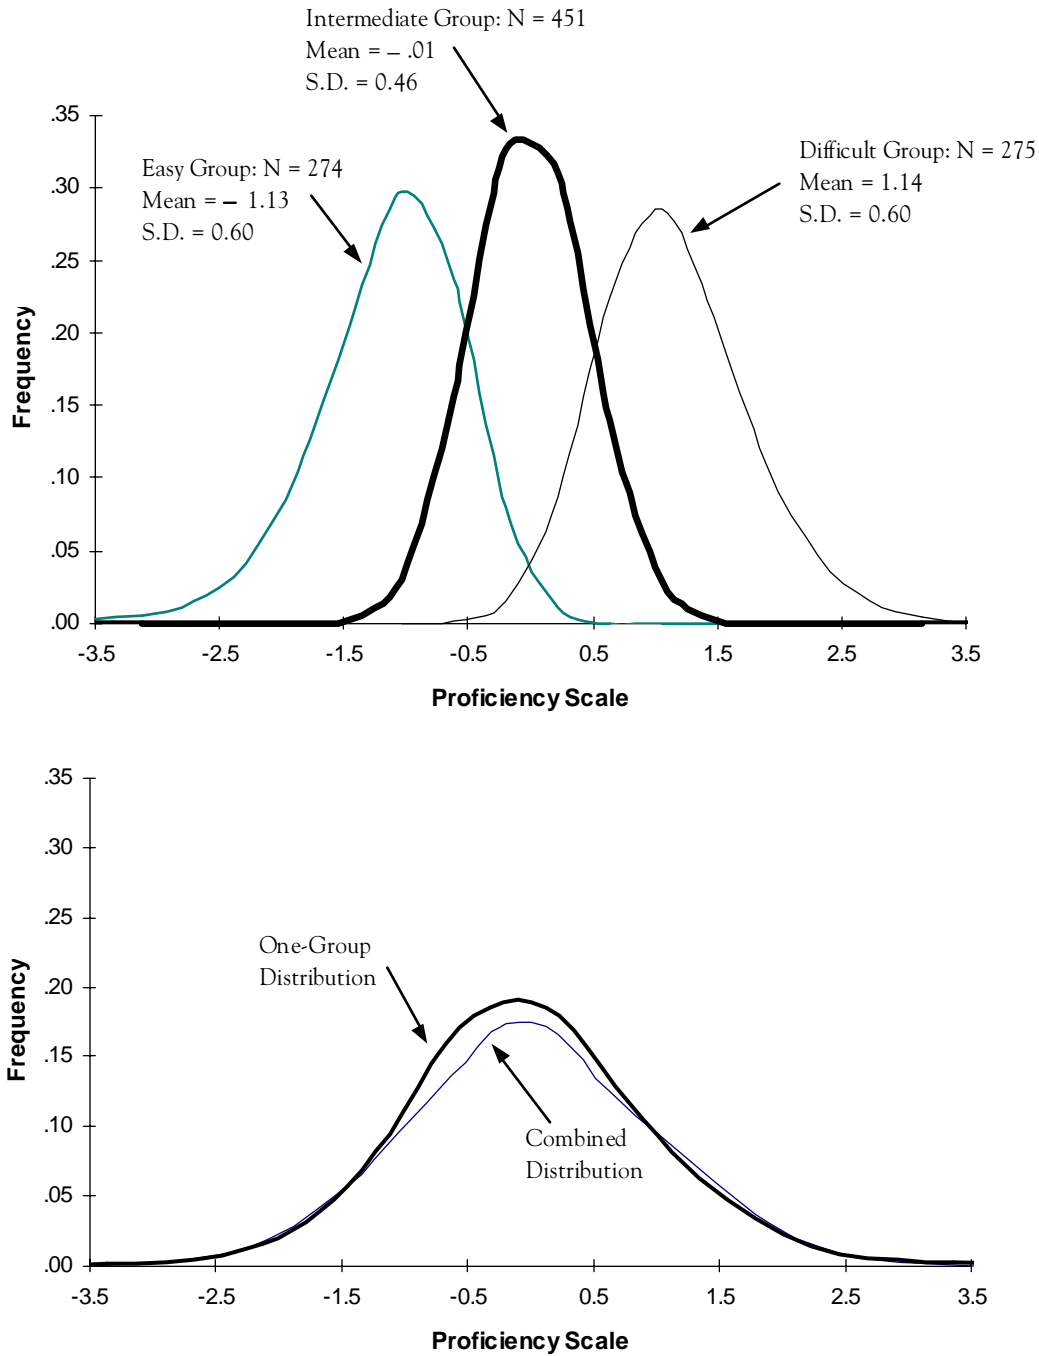 Intermediate Group: N = 451
Mean = – .01
S.D. = 0.46
Easy Group: N = 274
Mean = – 1.13
S.D. = 0.60
Difficult Group: N = 275
Mean = 1.14
S.D. = 0.60
.35
.30
.25
.20
.15
.10
.05
.00
Frequency
-3.5 -2.5 -1.5 -0.5 0.5 1.5 2.5 3.5
Proficiency Scale
.35
.30
.25
.20
.15
.10
.05
.00
Frequency
One-Group
Distribution
Combined
Distribution
-3.5 -2.5 -1.5 -0.5 0.5 1.5 2.5 3.5
Proficiency Scale